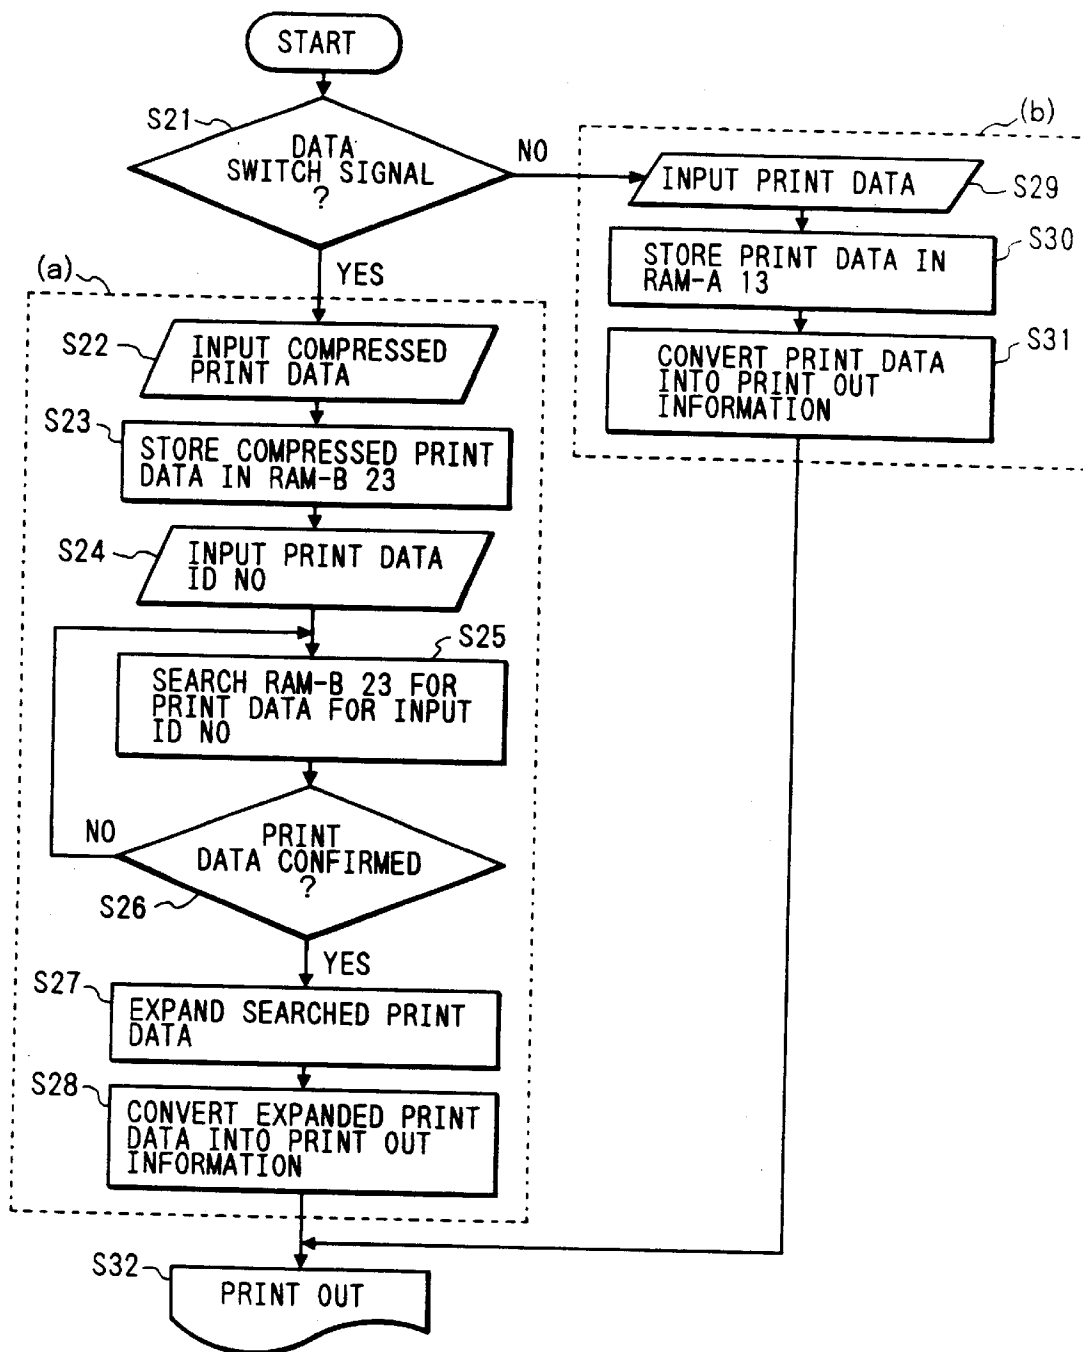 START
S21
DATA
SWITCH SIGNAL
?
NO
YES
(b)
INPUT PRINT DATA
S29
STORE PRINT DATA IN
RAM-A 13
S30
CONVERT PRINT DATA
INTO PRINT OUT
INFORMATION
S31
(a)
S22
INPUT COMPRESSED
PRINT DATA
S23
STORE COMPRESSED PRINT
DATA IN RAM-B 23
S24
INPUT PRINT DATA
ID NO
S25
SEARCH RAM-B 23 FOR
PRINT DATA FOR INPUT
ID NO
NO
PRINT
DATA CONFIRMED
?
S26
YES
S27
EXPAND SEARCHED PRINT
DATA
S28
CONVERT EXPANDED PRINT
DATA INTO PRINT OUT
INFORMATION
S32
PRINT OUT